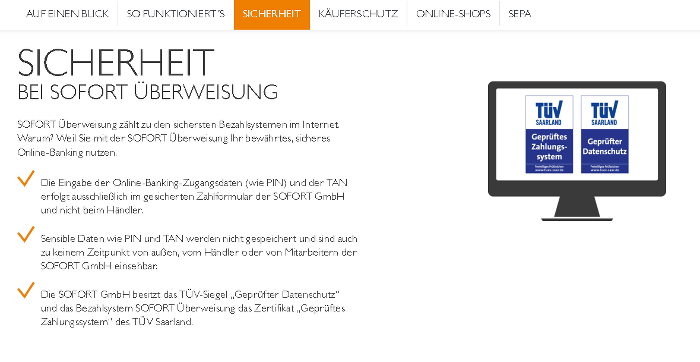 AUF EINEN BLICK SO FUNKTIONIERT'S SICHERHEIT KÄUFERSCHUTZ ONLINE-SHOPS SEPA
SICHERHEIT
BEI SOFORT ÜBERWEISUNG
SOFORT Überweisung zählt zu den sichersten Bezahlsystemen im Internet.
Warum? Weil Sie mit der SOFORT Überweisung Ihr bewährtes, sicheres
Online-Banking nutzen.
Die Eingabe der Online-Banking-Zugangsdaten (wie PIN) und der TAN
erfolgt ausschließlich im gesicherten Zahlformular der SOFORT GmbH
und nicht beim Händler.
Sensible Daten wie PIN und TAN werden nicht gespeichert und sind auch
zu keinem Zeitpunkt von außen, vom Händler oder von Mitarbeitern der
SOFORT GmbH einsehbar.
Die SOFORT GmbH besitzt das TÜV-Siegel „Geprüfter Datenschutz"
und das Bezahlsystem SOFORT Überweisung das Zertifikat „Geprüftes
Zahlungssystem" des TÜV Saarland.
TÜV
SAARLAND
Geprüftes
Zahlungs-
system
TÜV
SAARLAND
Geprüfter
Datenschutz